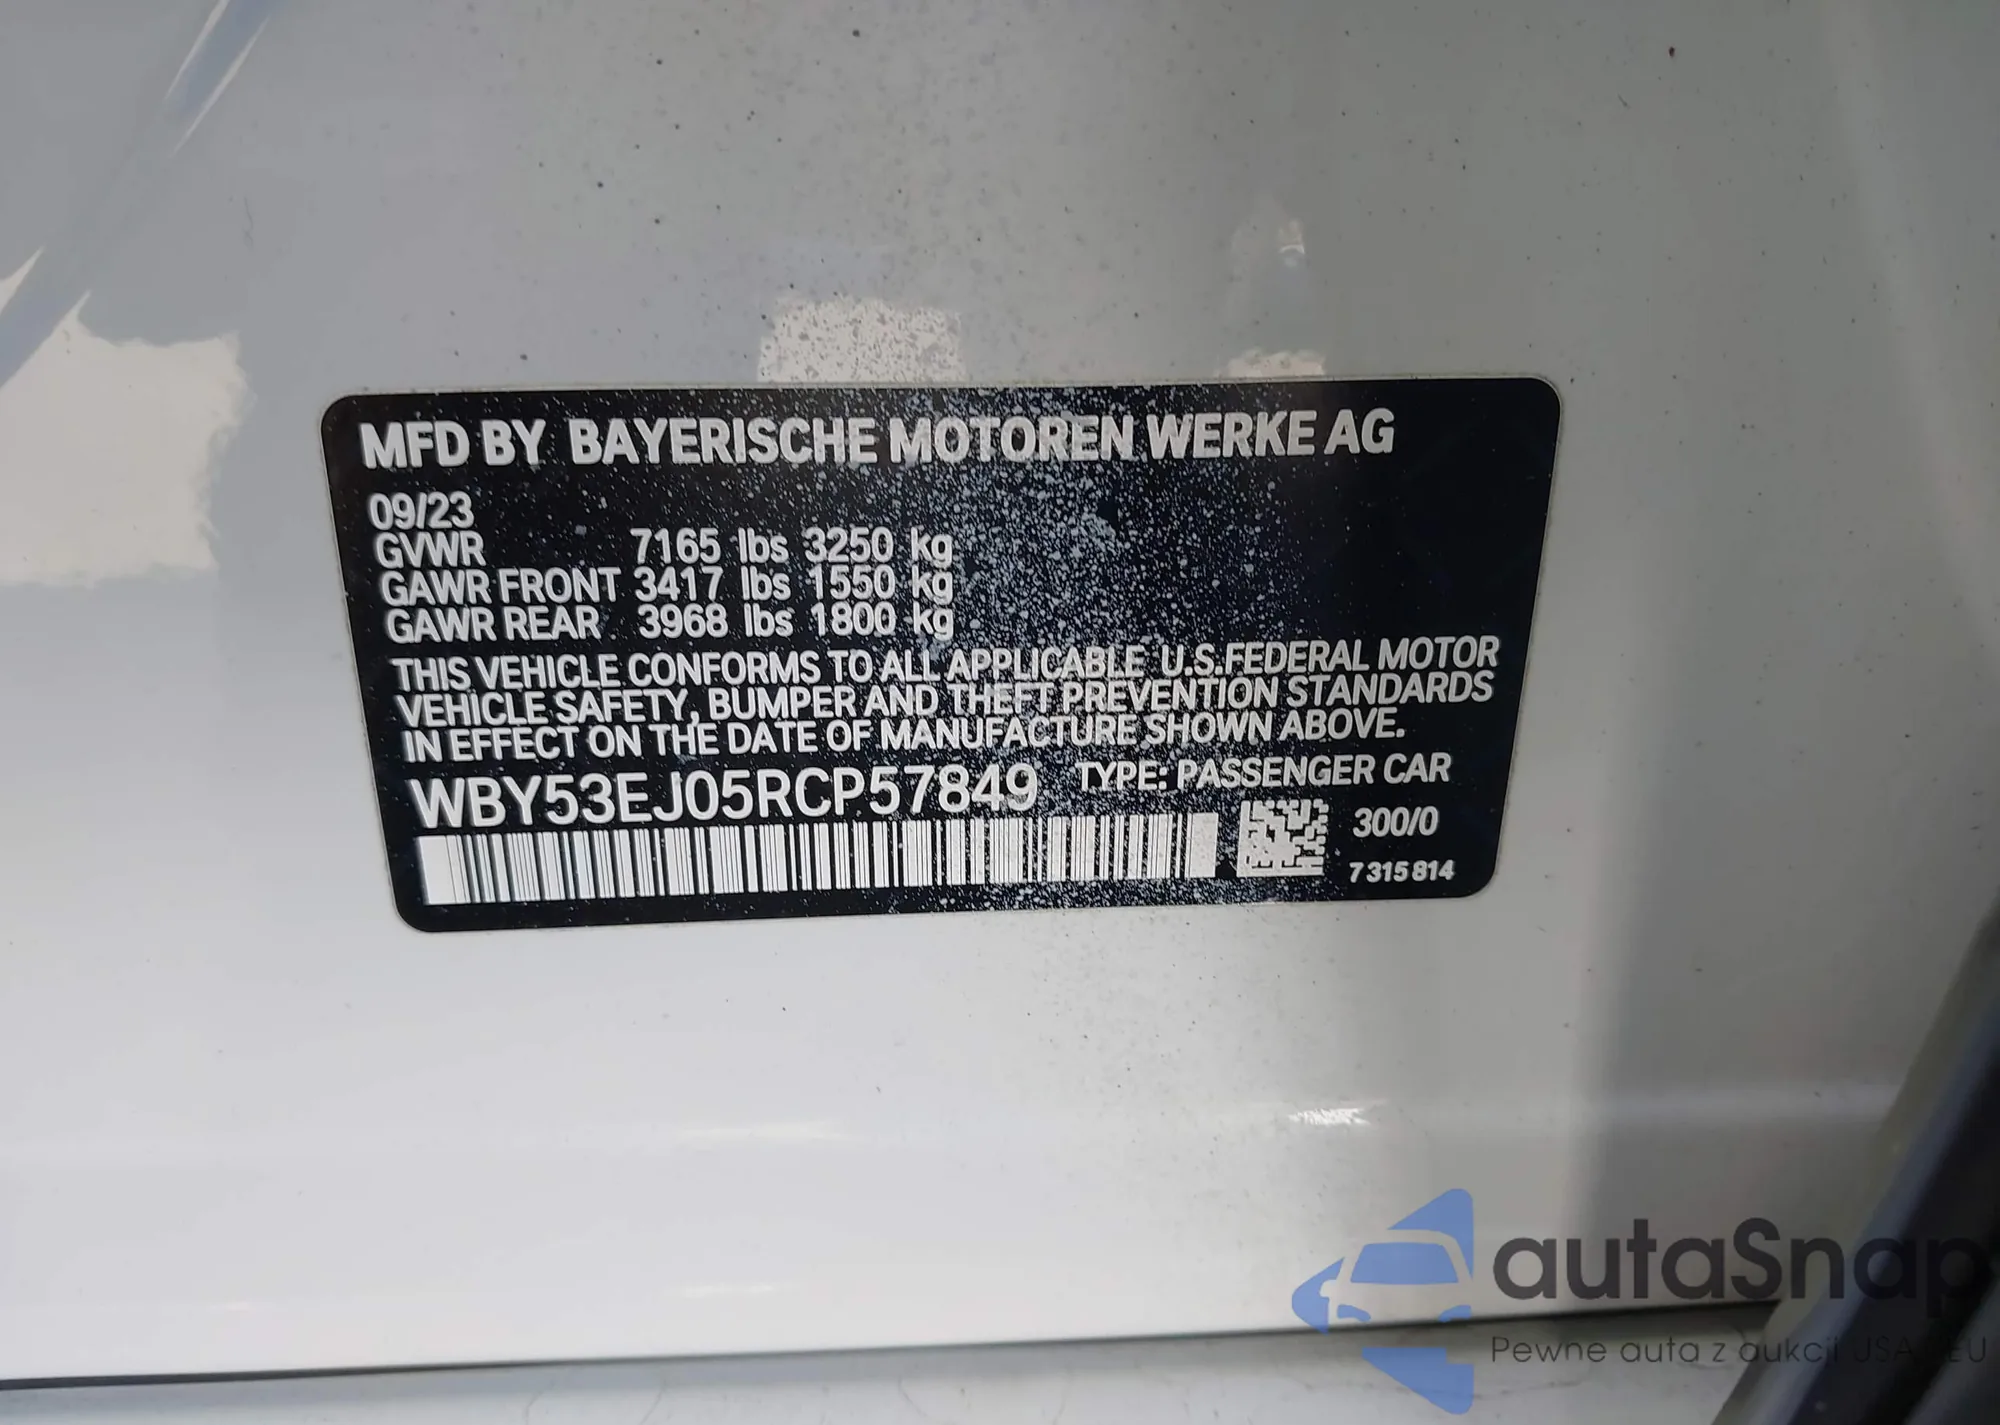 MFD BY BAYERISCHE MOTOREN WERKE AG
09/23
GVWR 7165 lbs 3250 kg
GAWR FRONT 3417 lbs 1550 kg
GAWR REAR 3968 lbs 1800 kg
THIS VEHICLE CONFORMS TO ALL APPLICABLE U.S.FEDERAL MOTOR
VEHICLE SAFETY, BUMPER AND THEFT PREVENTION STANDARDS
IN EFFECT ON THE DATE OF MANUFACTURE SHOWN ABOVE.
WBY53EJ05RCP57849 TYPE: PASSENGER CAR
300/0
7315814
autaSnap
Pewne auta z aukcji USA i EU